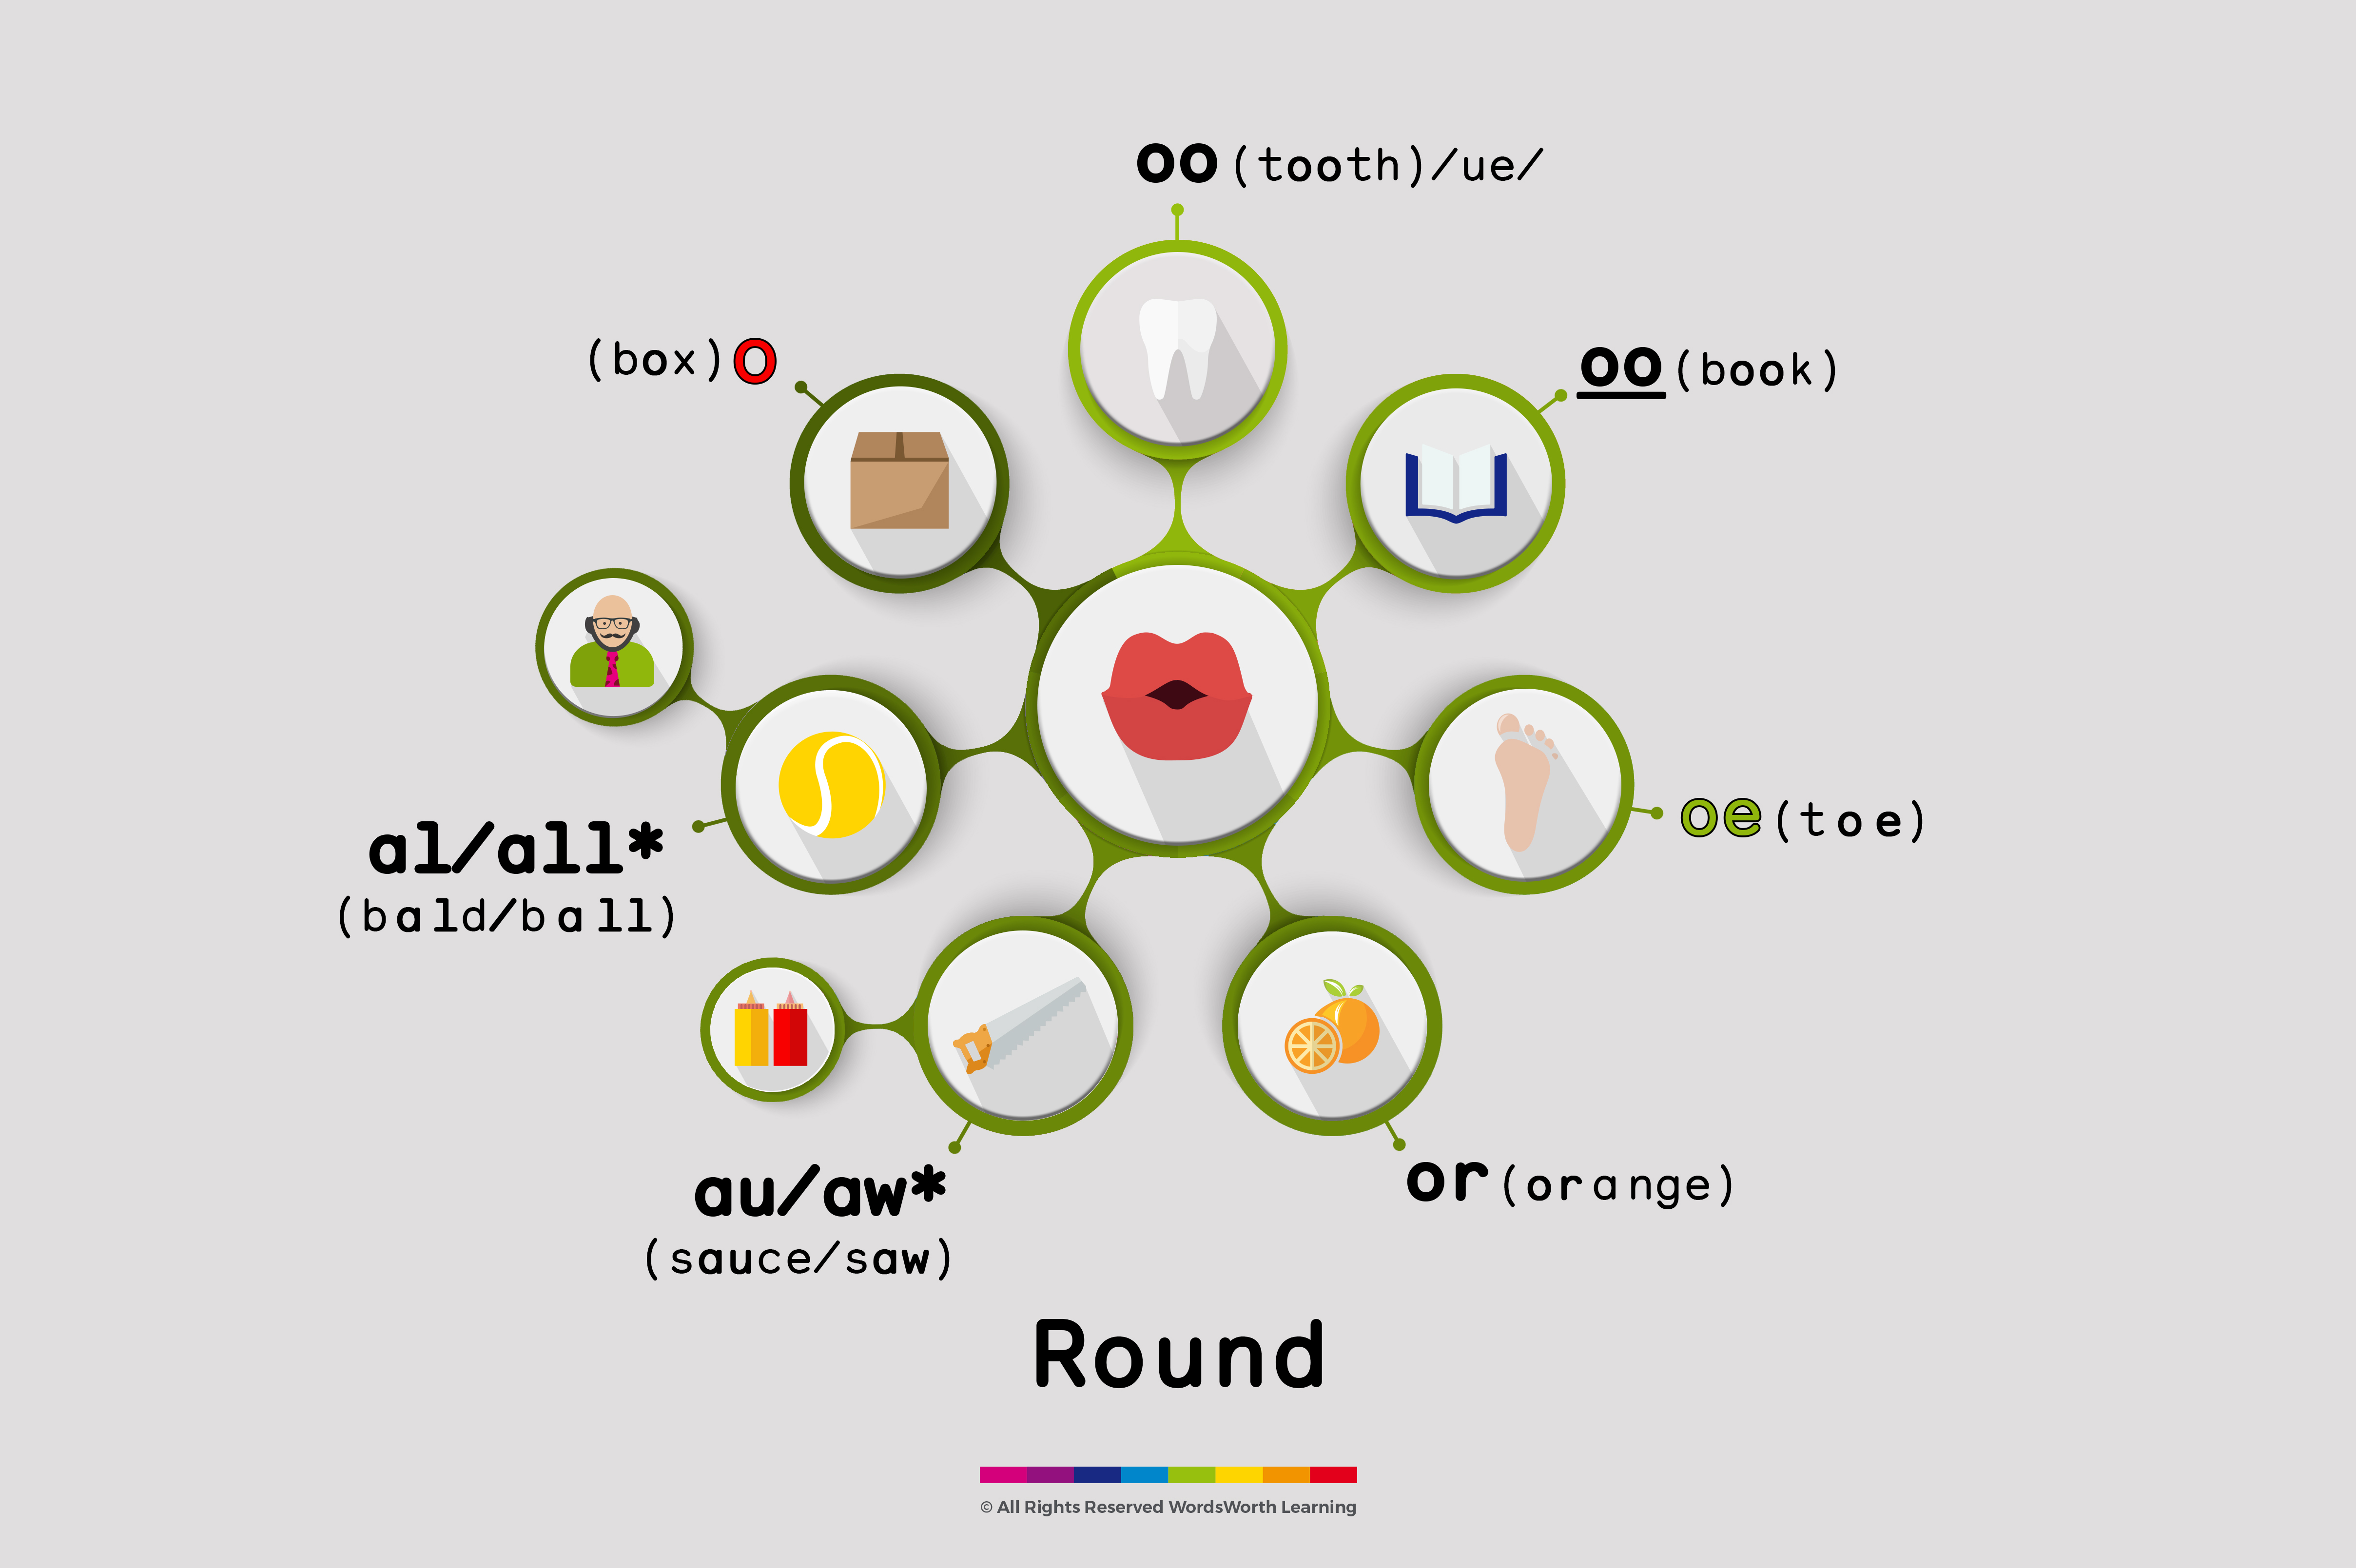 oo (tooth)/ue/
(box) o
oo (book)
oe (toe)
al/all*
(bald/ball)
or (orange)
au/aw*
(sauce/saw)
Round
© All Rights Reserved WordsWorth Learning